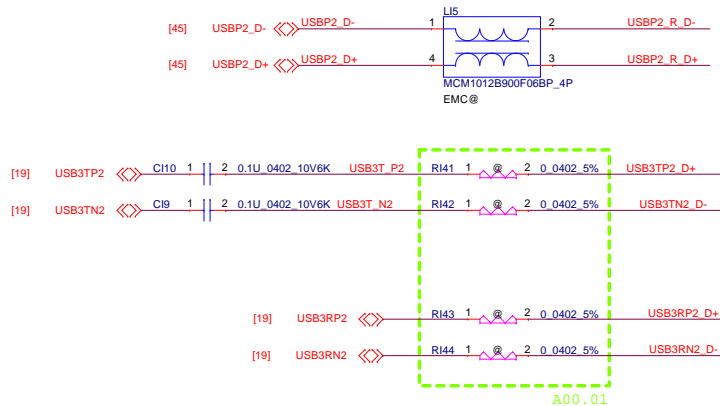 LI5
[45] USBP2_D- USBP2_D- 1 2 USBP2_R_D-
[45] USBP2_D+ USBP2_D+ 4 3 USBP2_R_D+
MCM1012B900F06BP_4P
EMC@
[19] USB3TP2 CI10 1 2 0.1U_0402_10V6K USB3T_P2 RI41 1 @ 2 0_0402_5% USB3TP2_D+
[19] USB3TN2 CI9 1 2 0.1U_0402_10V6K USB3T_N2 RI42 1 @ 2 0_0402_5% USB3TN2_D-
[19] USB3RP2 RI43 1 @ 2 0_0402_5% USB3RP2_D+
[19] USB3RN2 RI44 1 @ 2 0_0402_5% USB3RN2_D-
A00.01